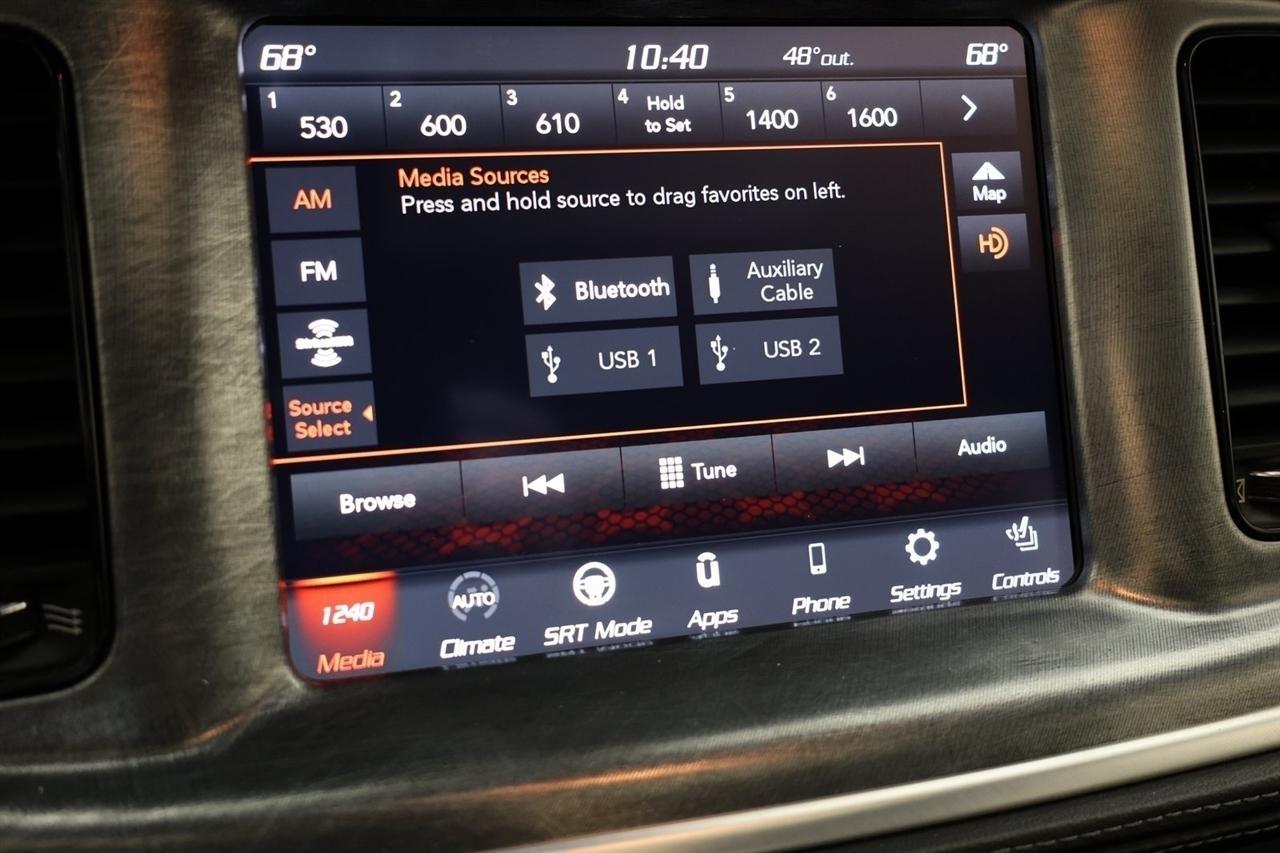 68° 10:40 48° out. 68°
1 2 3 4 Hold 5 6
530 600 610 to Set 1400 1600
Media Sources
Press and hold source to drag favorites on left.
AM
Map
FM
HD
Bluetooth
Auxiliary
Cable
SiriusXM
USB 1 USB 2
Source
Select
Browse Tune Audio
1240
Media
AUTO
Climate
SRT Mode
Apps
Phone
Settings
Controls